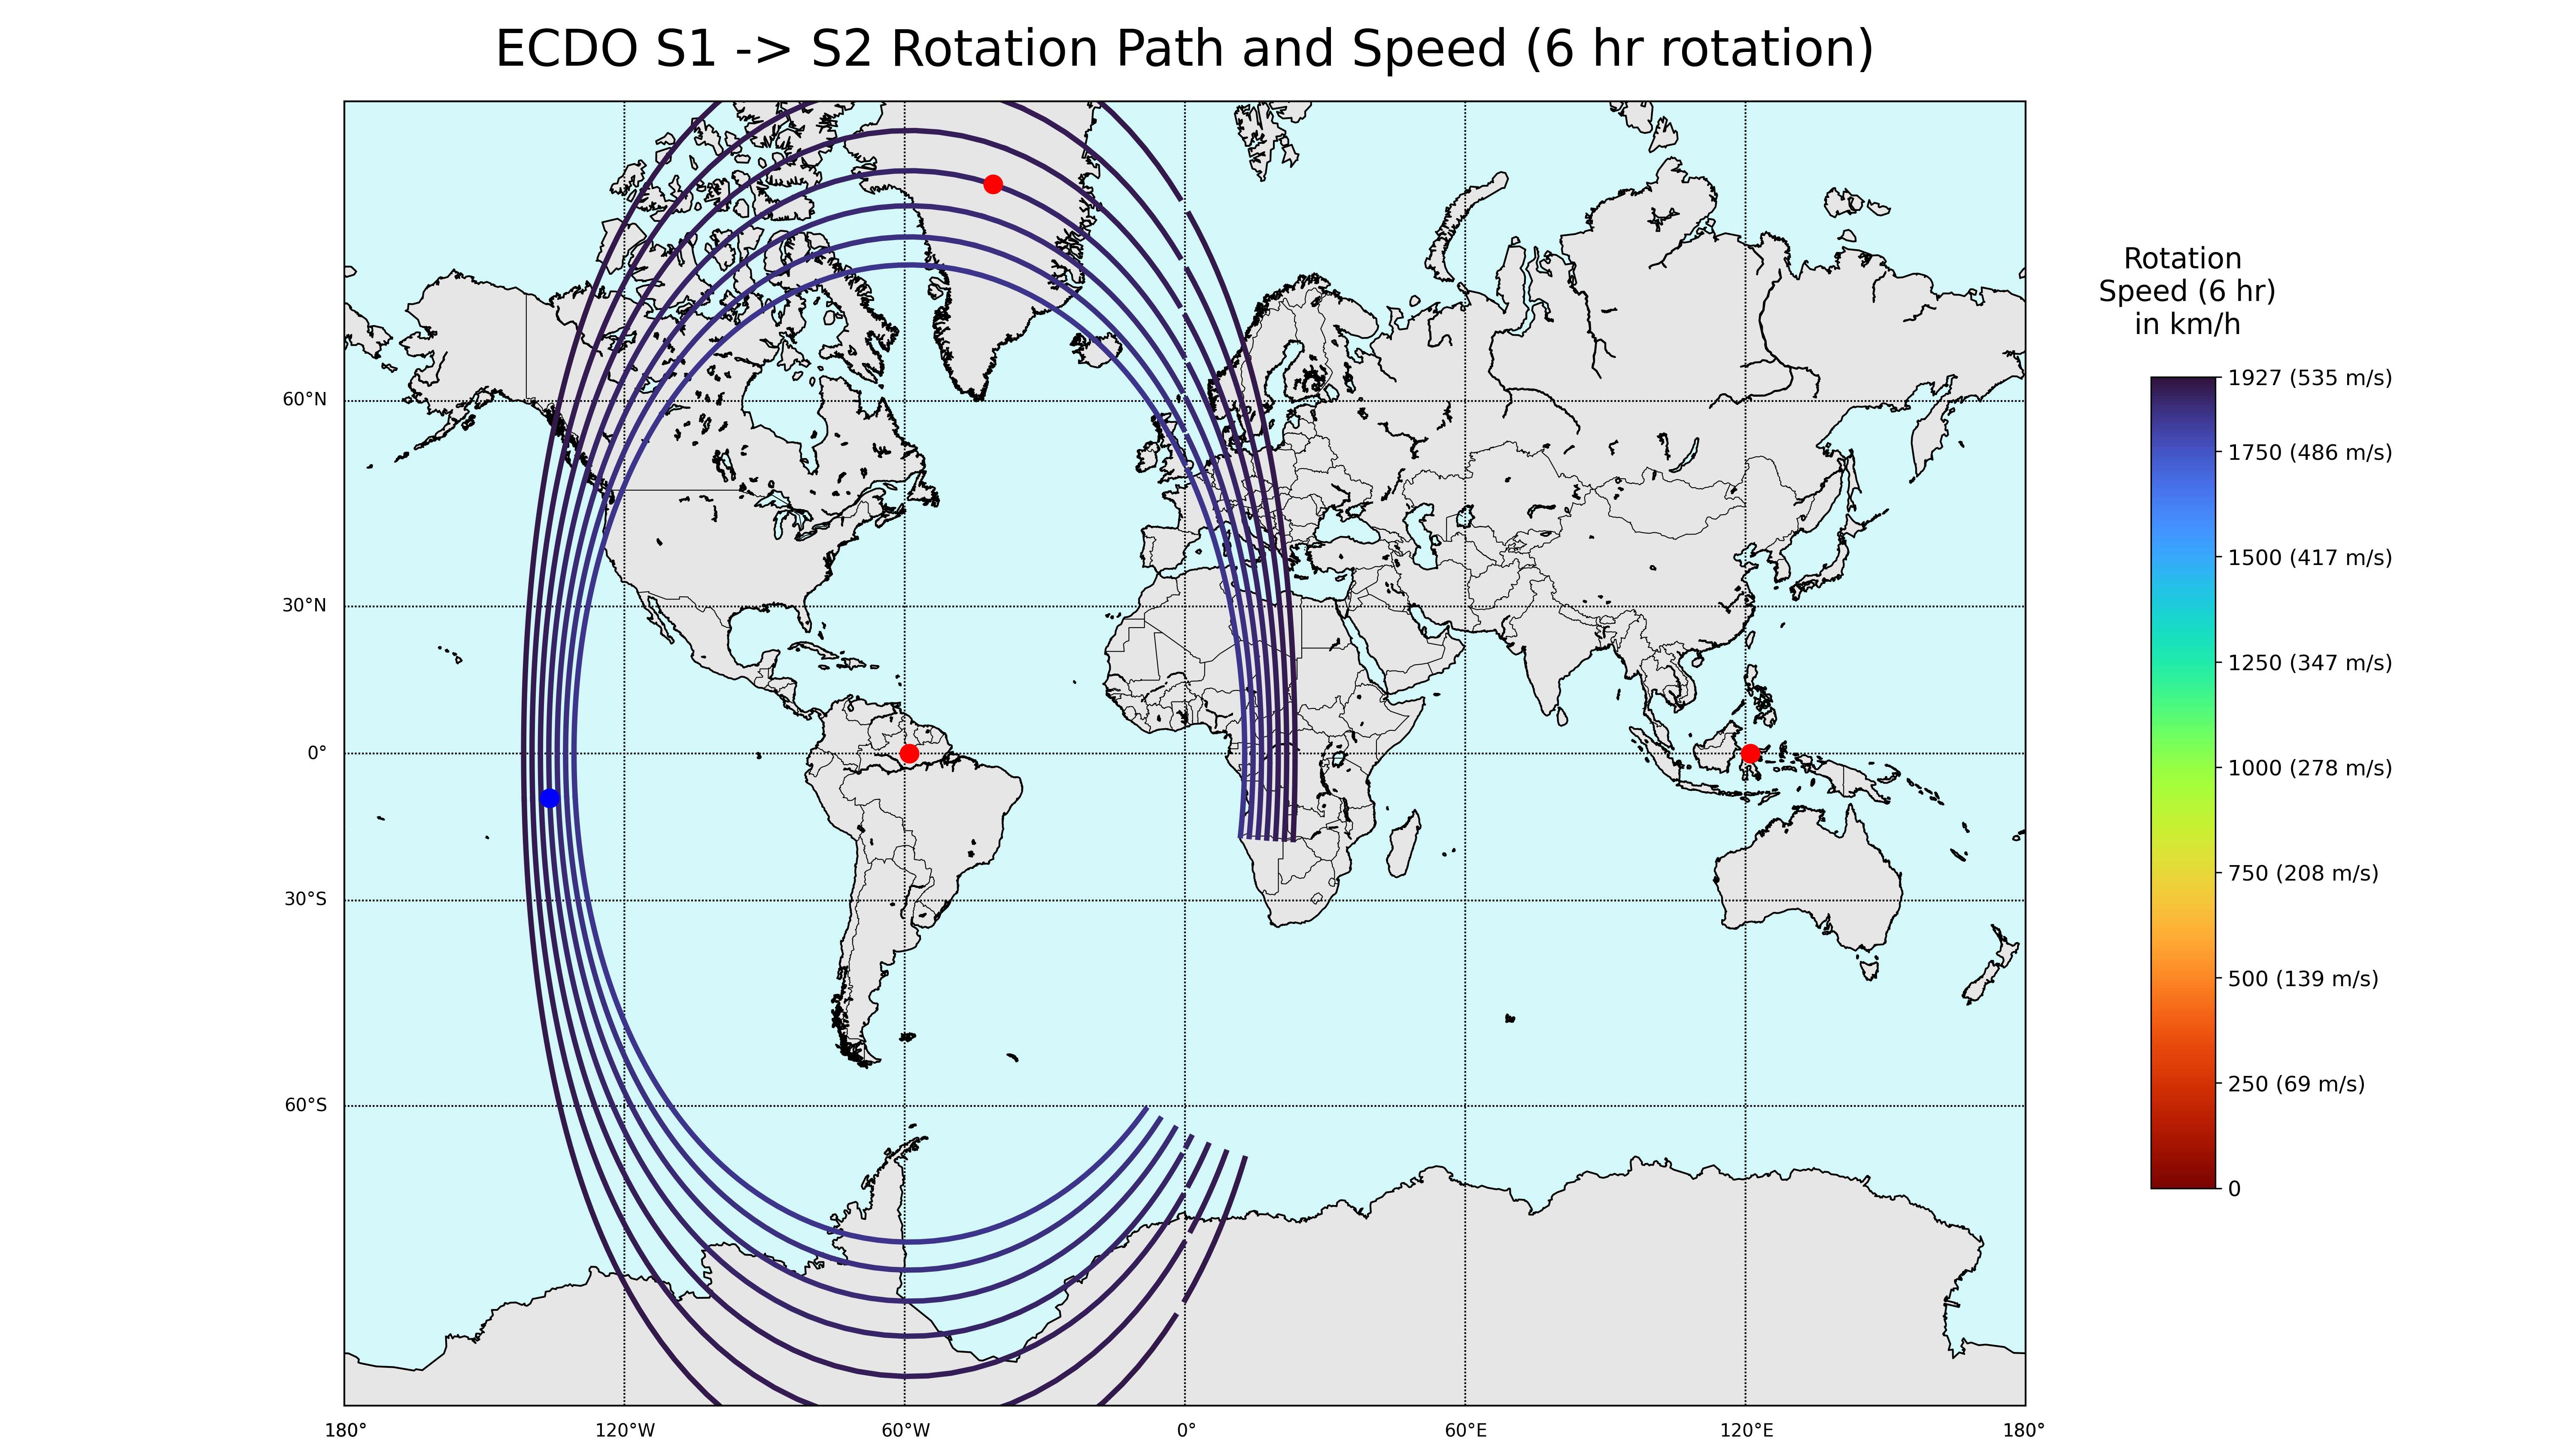 ECDO S1 -> S2 Rotation Path and Speed (6 hr rotation)
60°N
30°N
0°
30°S
60°S
180°
120°W
60°W
0°
60°E
120°E
180°
Rotation
Speed (6 hr)
in km/h
1927 (535 m/s)
1750 (486 m/s)
1500 (417 m/s)
1250 (347 m/s)
1000 (278 m/s)
750 (208 m/s)
500 (139 m/s)
250 (69 m/s)
0